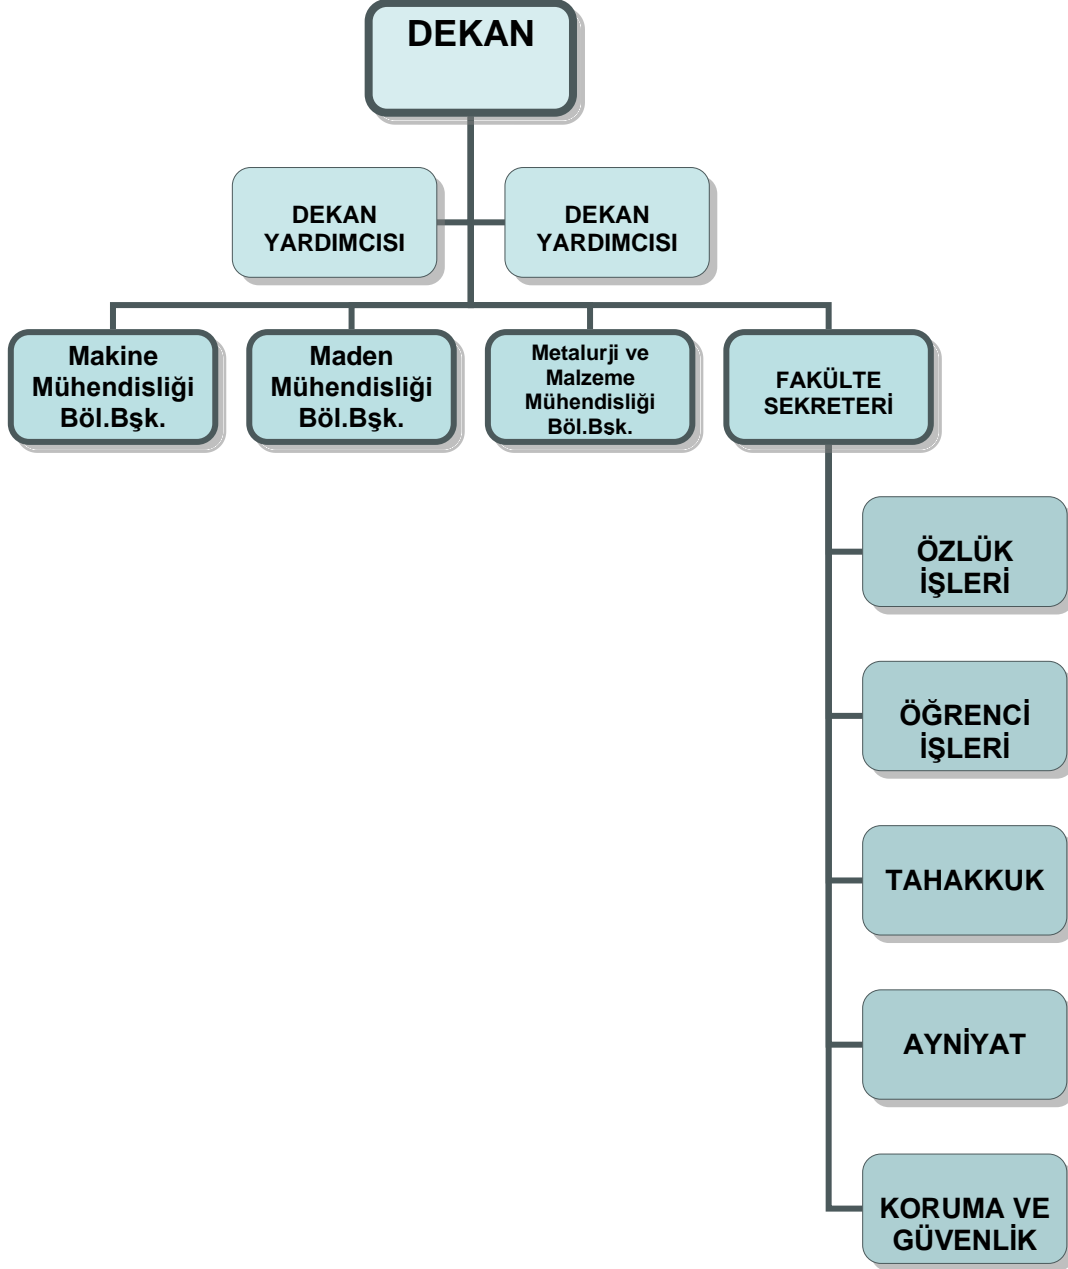 DEKAN
DEKAN
YARDIMCISI
DEKAN
YARDIMCISI
Makine
Mühendisliği
Böl.Bşk.
Maden
Mühendisliği
Böl.Bşk.
Metalurji ve
Malzeme
Mühendisliği
Böl.Bşk.
FAKÜLTE
SEKRETERİ
ÖZLÜK
İŞLERİ
ÖĞRENCİ
İŞLERİ
TAHAKKUK
AYNİYAT
KORUMA VE
GÜVENLİK